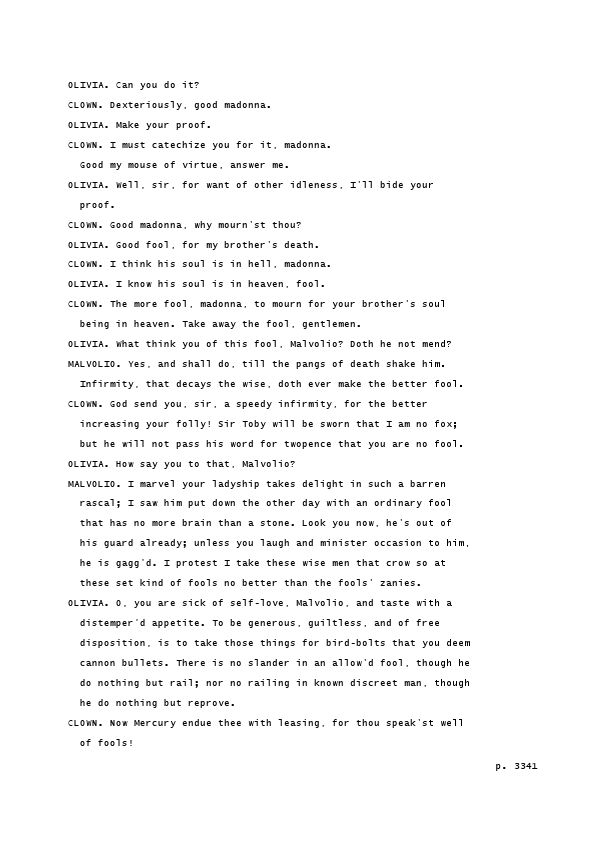 OLIVIA. Can you do it?
CLOWN. Dexteriously, good madonna.
OLIVIA. Make your proof.
CLOWN. I must catechize you for it, madonna.
Good my mouse of virtue, answer me.
OLIVIA. Well, sir, for want of other idleness, I'll bide your
proof.
CLOWN. Good madonna, why mourn'st thou?
OLIVIA. Good fool, for my brother's death.
CLOWN. I think his soul is in hell, madonna.
OLIVIA. I know his soul is in heaven, fool.
CLOWN. The more fool, madonna, to mourn for your brother's soul
being in heaven. Take away the fool, gentlemen.
OLIVIA. What think you of this fool, Malvolio? Doth he not mend?
MALVOLIO. Yes, and shall do, till the pangs of death shake him.
Infirmity, that decays the wise, doth ever make the better fool.
CLOWN. God send you, sir, a speedy infirmity, for the better
increasing your folly! Sir Toby will be sworn that I am no fox;
but he will not pass his word for twopence that you are no fool.
OLIVIA. How say you to that, Malvolio?
MALVOLIO. I marvel your ladyship takes delight in such a barren
rascal; I saw him put down the other day with an ordinary fool
that has no more brain than a stone. Look you now, he's out of
his guard already; unless you laugh and minister occasion to him,
he is gagg'd. I protest I take these wise men that crow so at
these set kind of fools no better than the fools' zanies.
OLIVIA. O, you are sick of self-love, Malvolio, and taste with a
distemper'd appetite. To be generous, guiltless, and of free
disposition, is to take those things for bird-bolts that you deem
cannon bullets. There is no slander in an allow'd fool, though he
do nothing but rail; nor no railing in known discreet man, though
he do nothing but reprove.
CLOWN. Now Mercury endue thee with leasing, for thou speak'st well
of fools!
p. 3341